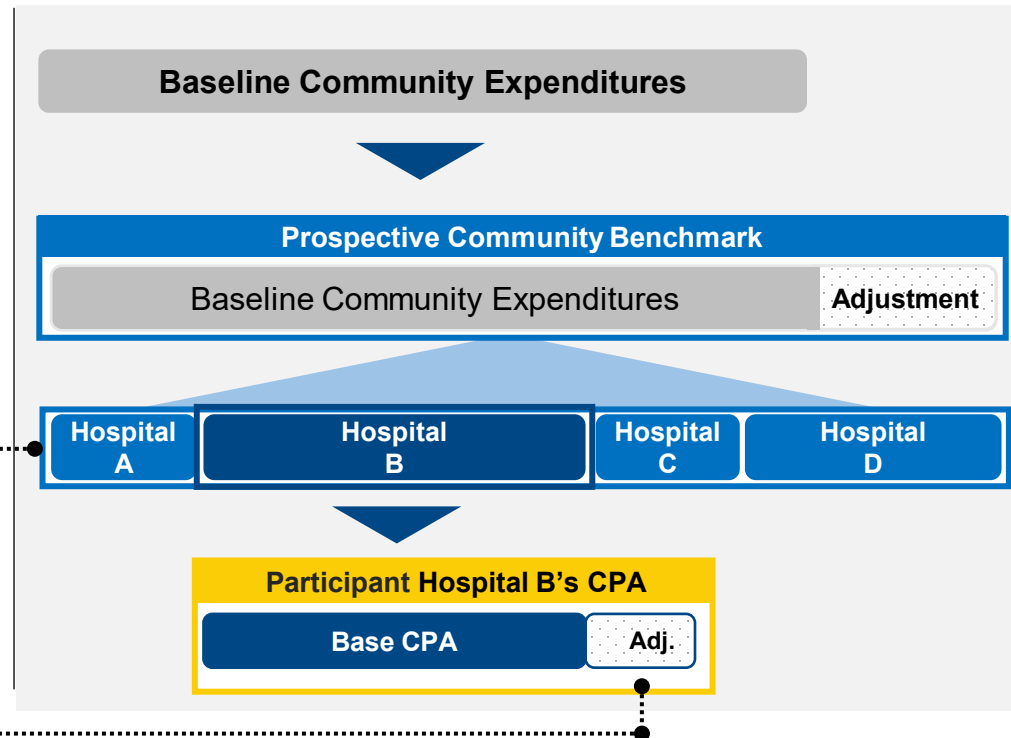 Baseline Community Expenditures
Prospective Community Benchmark
Baseline Community Expenditures
Adjustment
Hospital
A
Hospital
B
Hospital
C
Hospital
D
Participant Hospital B’s CPA
Base CPA
Adj.